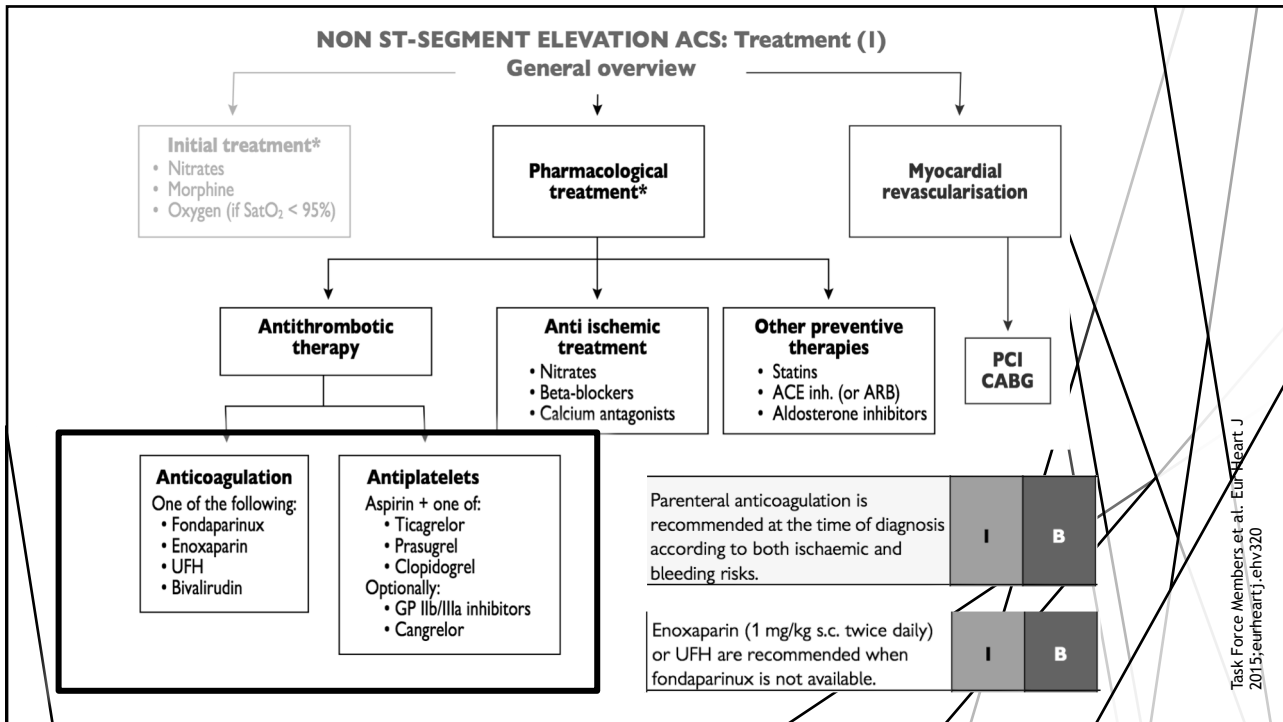 NON ST-SEGMENT ELEVATION ACS: Treatment (I)
General overview
Initial treatment*
• Nitrates
• Morphine
• Oxygen (if SatO₂ < 95%)
Pharmacological
treatment*
Myocardial
revascularisation
Antithrombotic
therapy
Anti ischemic
treatment
• Nitrates
• Beta-blockers
• Calcium antagonists
Other preventive
therapies
• Statins
• ACE inh. (or ARB)
• Aldosterone inhibitors
PCI
CABG
Anticoagulation
One of the following:
• Fondaparinux
• Enoxaparin
• UFH
• Bivalirudin
Antiplatelets
Aspirin + one of:
• Ticagrelor
• Prasugrel
• Clopidogrel
Optionally:
• GP IIb/IIIa inhibitors
• Cangrelor
Parenteral anticoagulation is
recommended at the time of diagnosis
according to both ischaemic and
bleeding risks.
I
B
Enoxaparin (1 mg/kg s.c. twice daily)
or UFH are recommended when
fondaparinux is not available.
I
B
Task Force Members et al. Eur Heart J
2015;eurheartj.ehv320